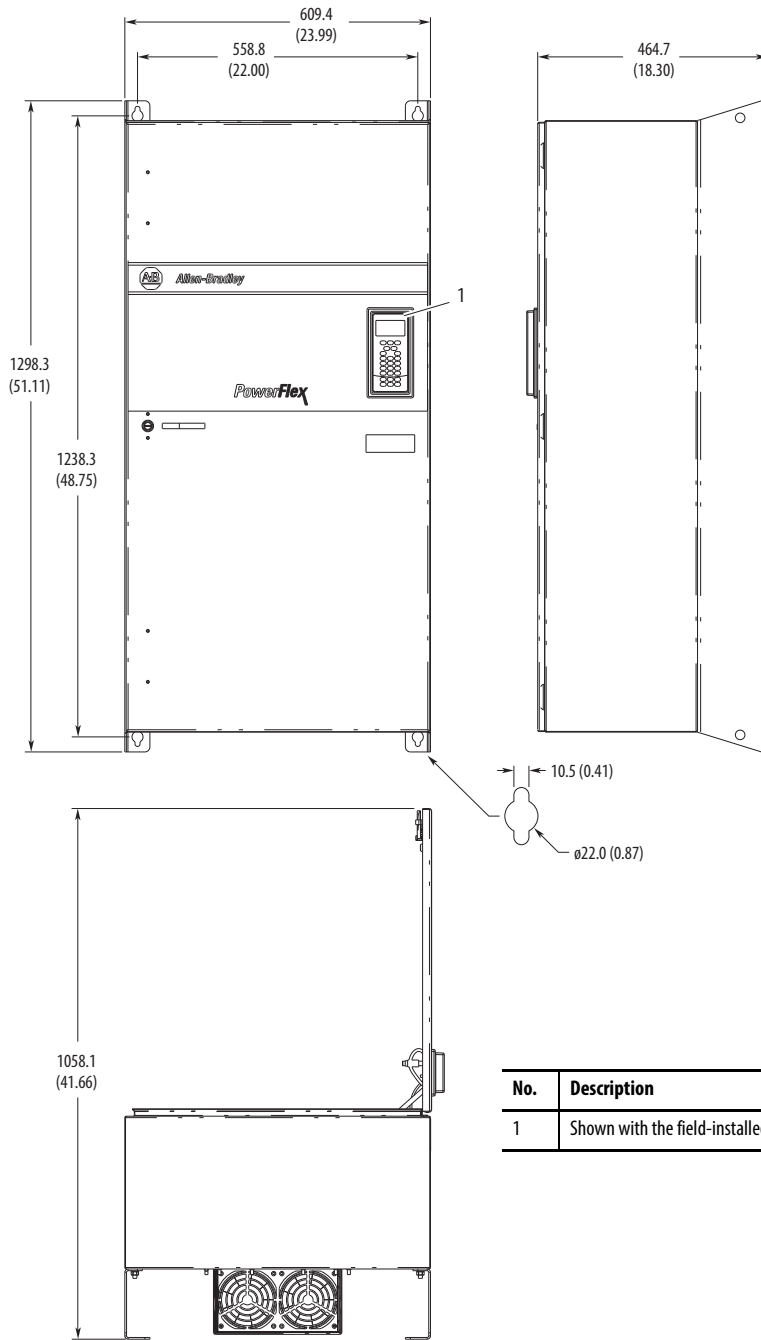 609.4
(23.99)
558.8
(22.00)
464.7
(18.30)
AB Allen-Bradley
1
1298.3
(51.11)
PowerFlex
1238.3
(48.75)
10.5 (0.41)
ø22.0 (0.87)
1058.1
(41.66)
No. Description
1 Shown with the field-installed